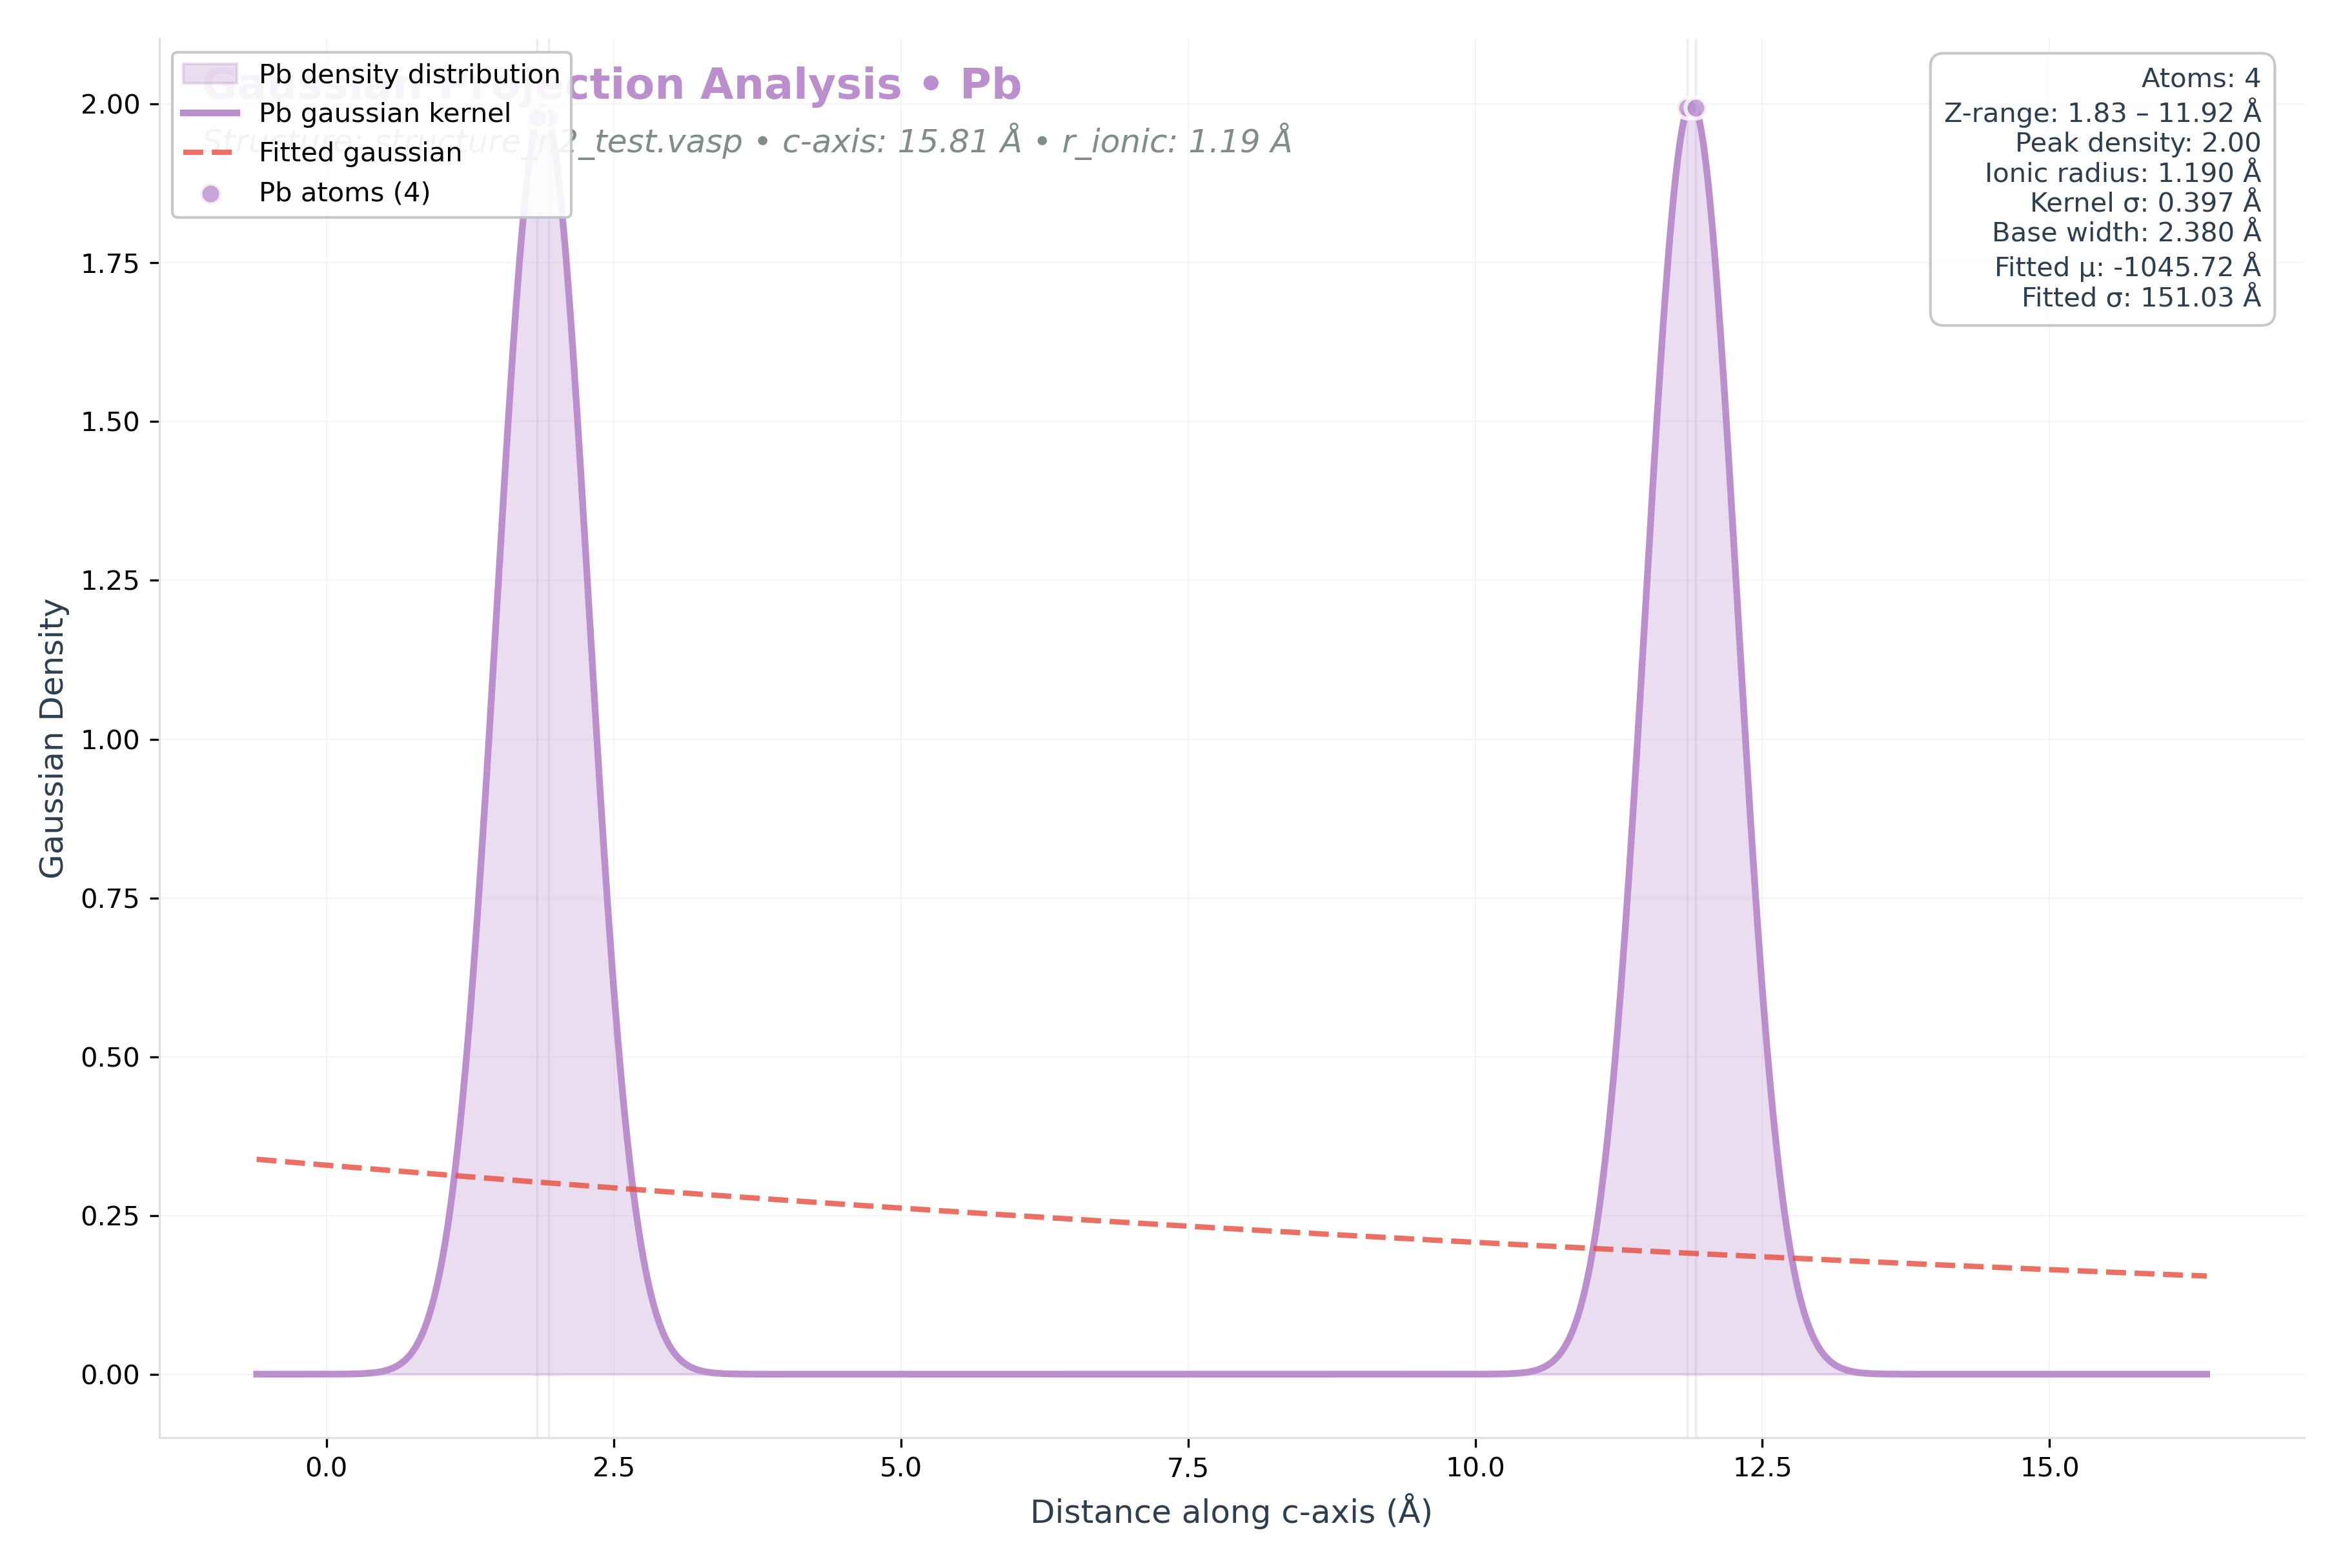 Gaussian Projection Analysis • Pb
Structure: structure_n2_test.vasp • c-axis: 15.81 Å • r_ionic: 1.19 Å
Pb density distribution
Pb gaussian kernel
Fitted gaussian
Pb atoms (4)
Atoms: 4
Z-range: 1.83 – 11.92 Å
Peak density: 2.00
Ionic radius: 1.190 Å
Kernel σ: 0.397 Å
Base width: 2.380 Å
Fitted μ: -1045.72 Å
Fitted σ: 151.03 Å
Gaussian Density
2.00
1.75
1.50
1.25
1.00
0.75
0.50
0.25
0.00
0.0 2.5 5.0 7.5 10.0 12.5 15.0
Distance along c-axis (Å)